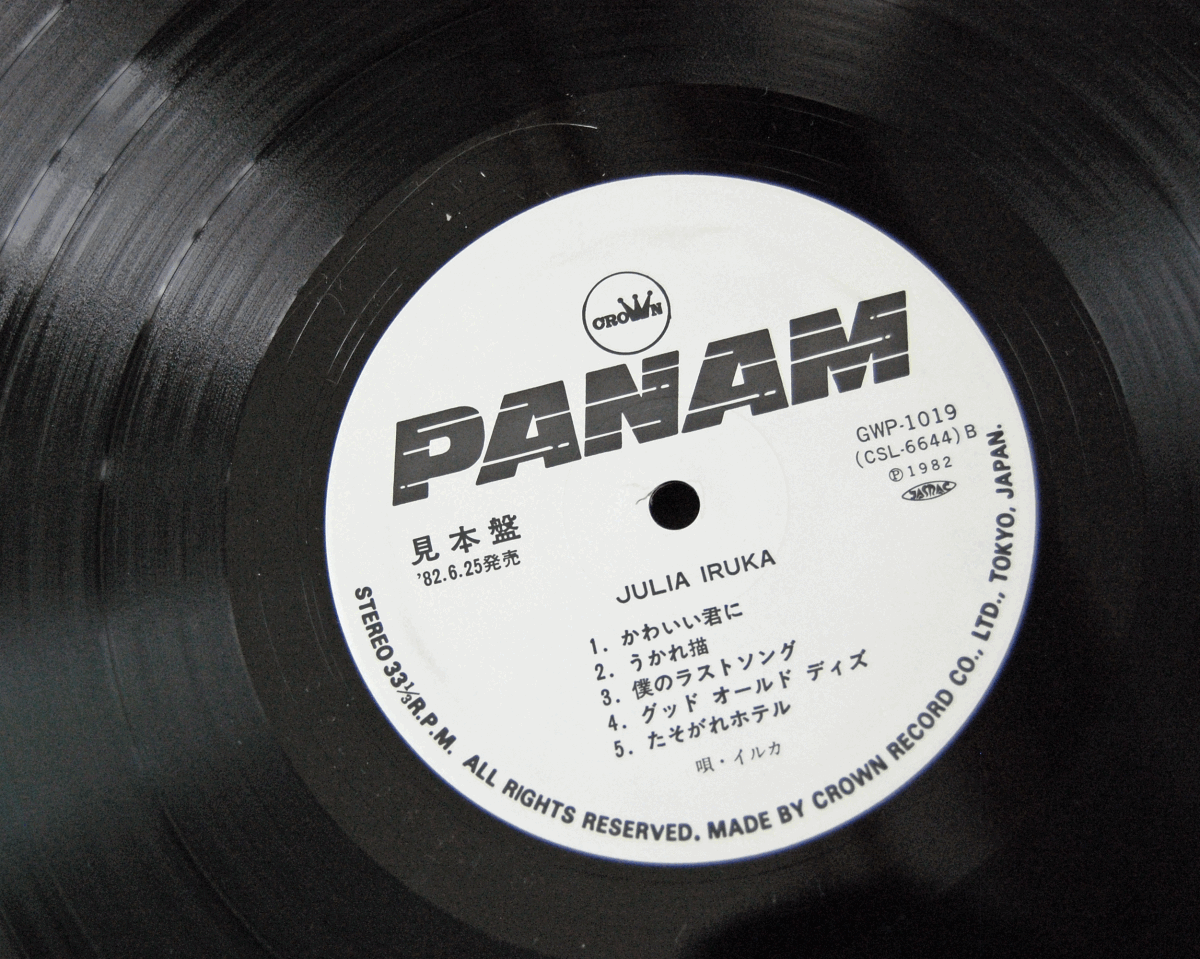 CROWN
PANAM
GWP-1019
(CSL-6644) B
Ⓟ1982
JASRAC
見本盤
'82.6.25発売
JULIA IRUKA
1. かわいい君に
2. うかれ描
3. 僕のラストソング
4. グッド オールド ディズ
5. たそがれホテル
唄・イルカ
STEREO 33⅓R.P.M. ALL RIGHTS RESERVED. MADE BY CROWN RECORD CO., LTD., TOKYO, JAPAN.